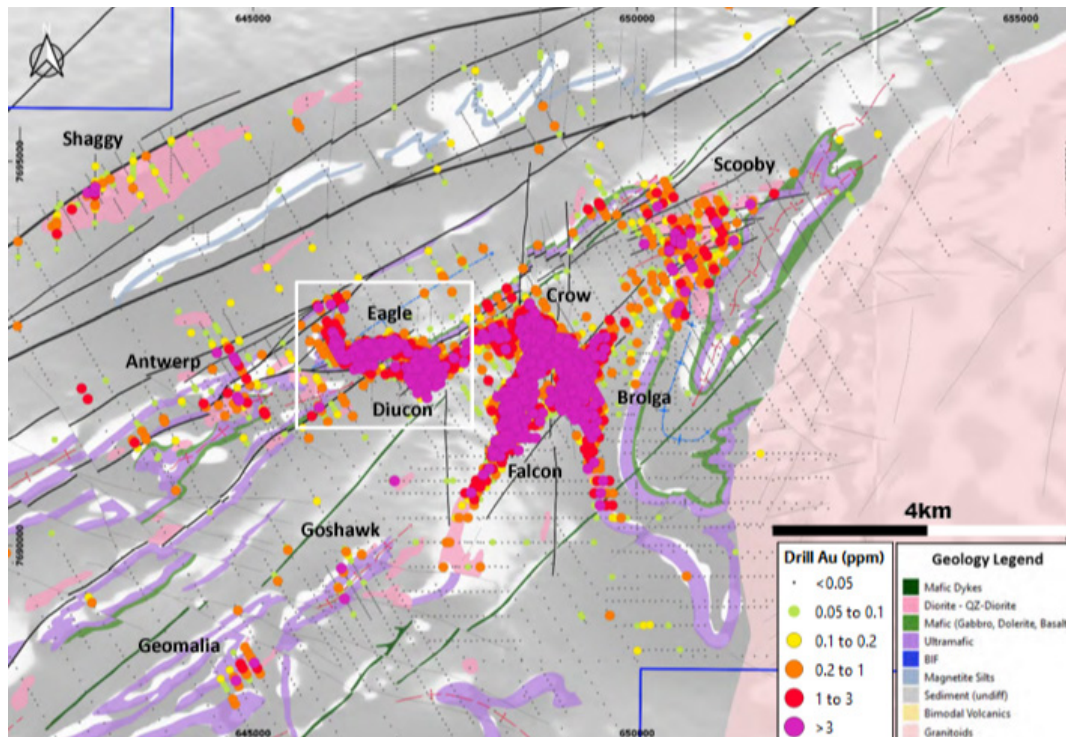 645000
650000
655000
7695000
Shaggy
Scooby
Eagle
Crow
Antwerp
Diucon
Brolga
Falcon
Goshawk
7690000
Geomalia
4km
Drill Au (ppm)
<0.05
0.05 to 0.1
0.1 to 0.2
0.2 to 1
1 to 3
>3
Geology Legend
Mafic Dykes
Diorite - QZ-Diorite
Mafic (Gabbro, Dolerite, Basalt
Ultramafic
BIF
Magnetite Silts
Sediment (undiff)
Bimodal Volcanics
Granitoids
645000
650000